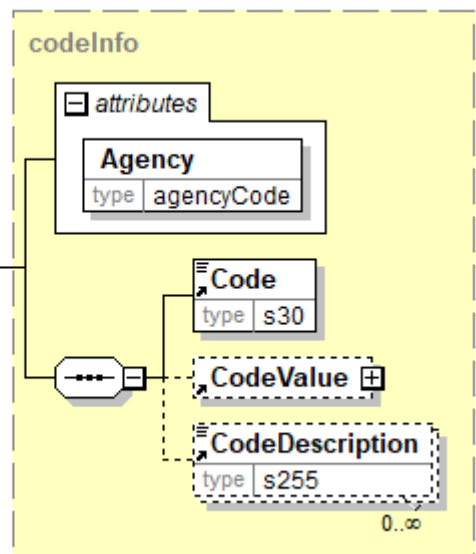 codeInfo
attributes
Agency
type agencyCode
Code
type s30
CodeValue
CodeDescription
type s255
0..∞